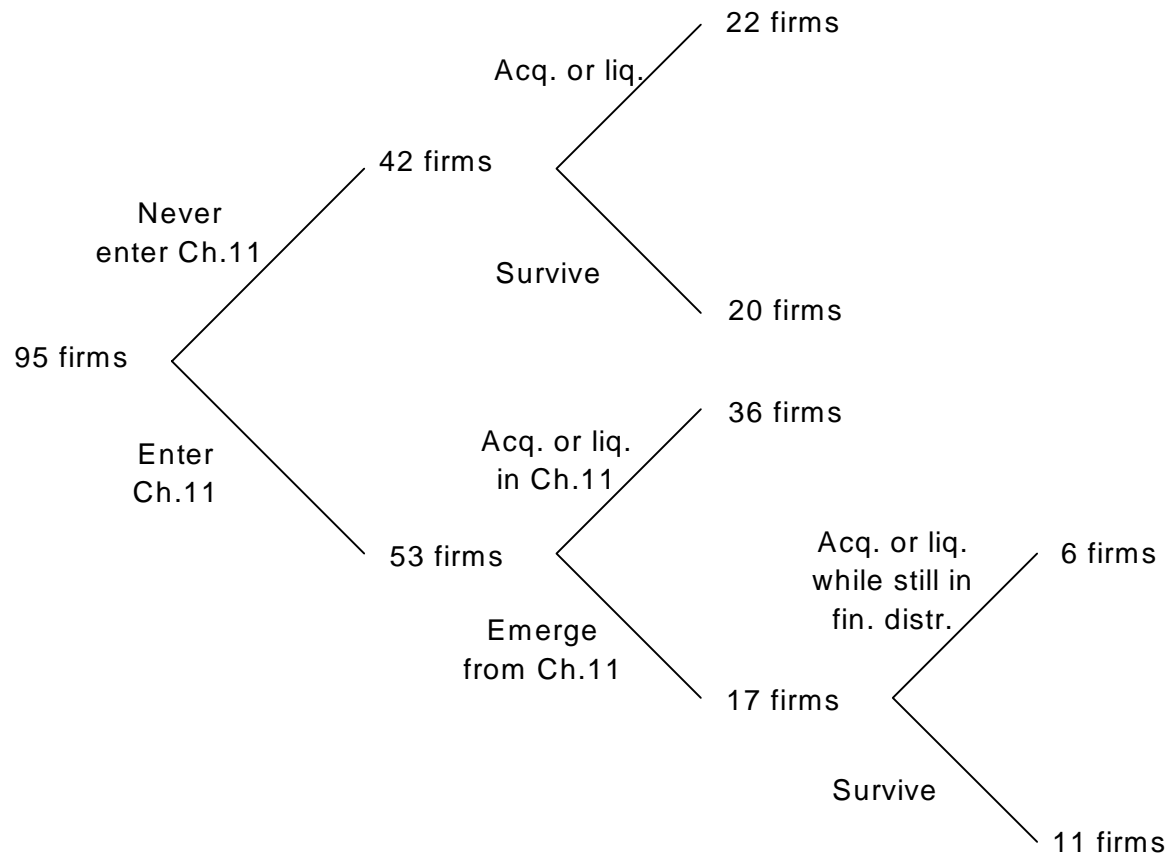 22 firms
Acq. or liq.
42 firms
Never
enter Ch.11
Survive
20 firms
95 firms
36 firms
Acq. or liq.
in Ch.11
Enter
Ch.11
53 firms
Acq. or liq.
while still in
fin. distr.
6 firms
Emerge
from Ch.11
17 firms
Survive
11 firms